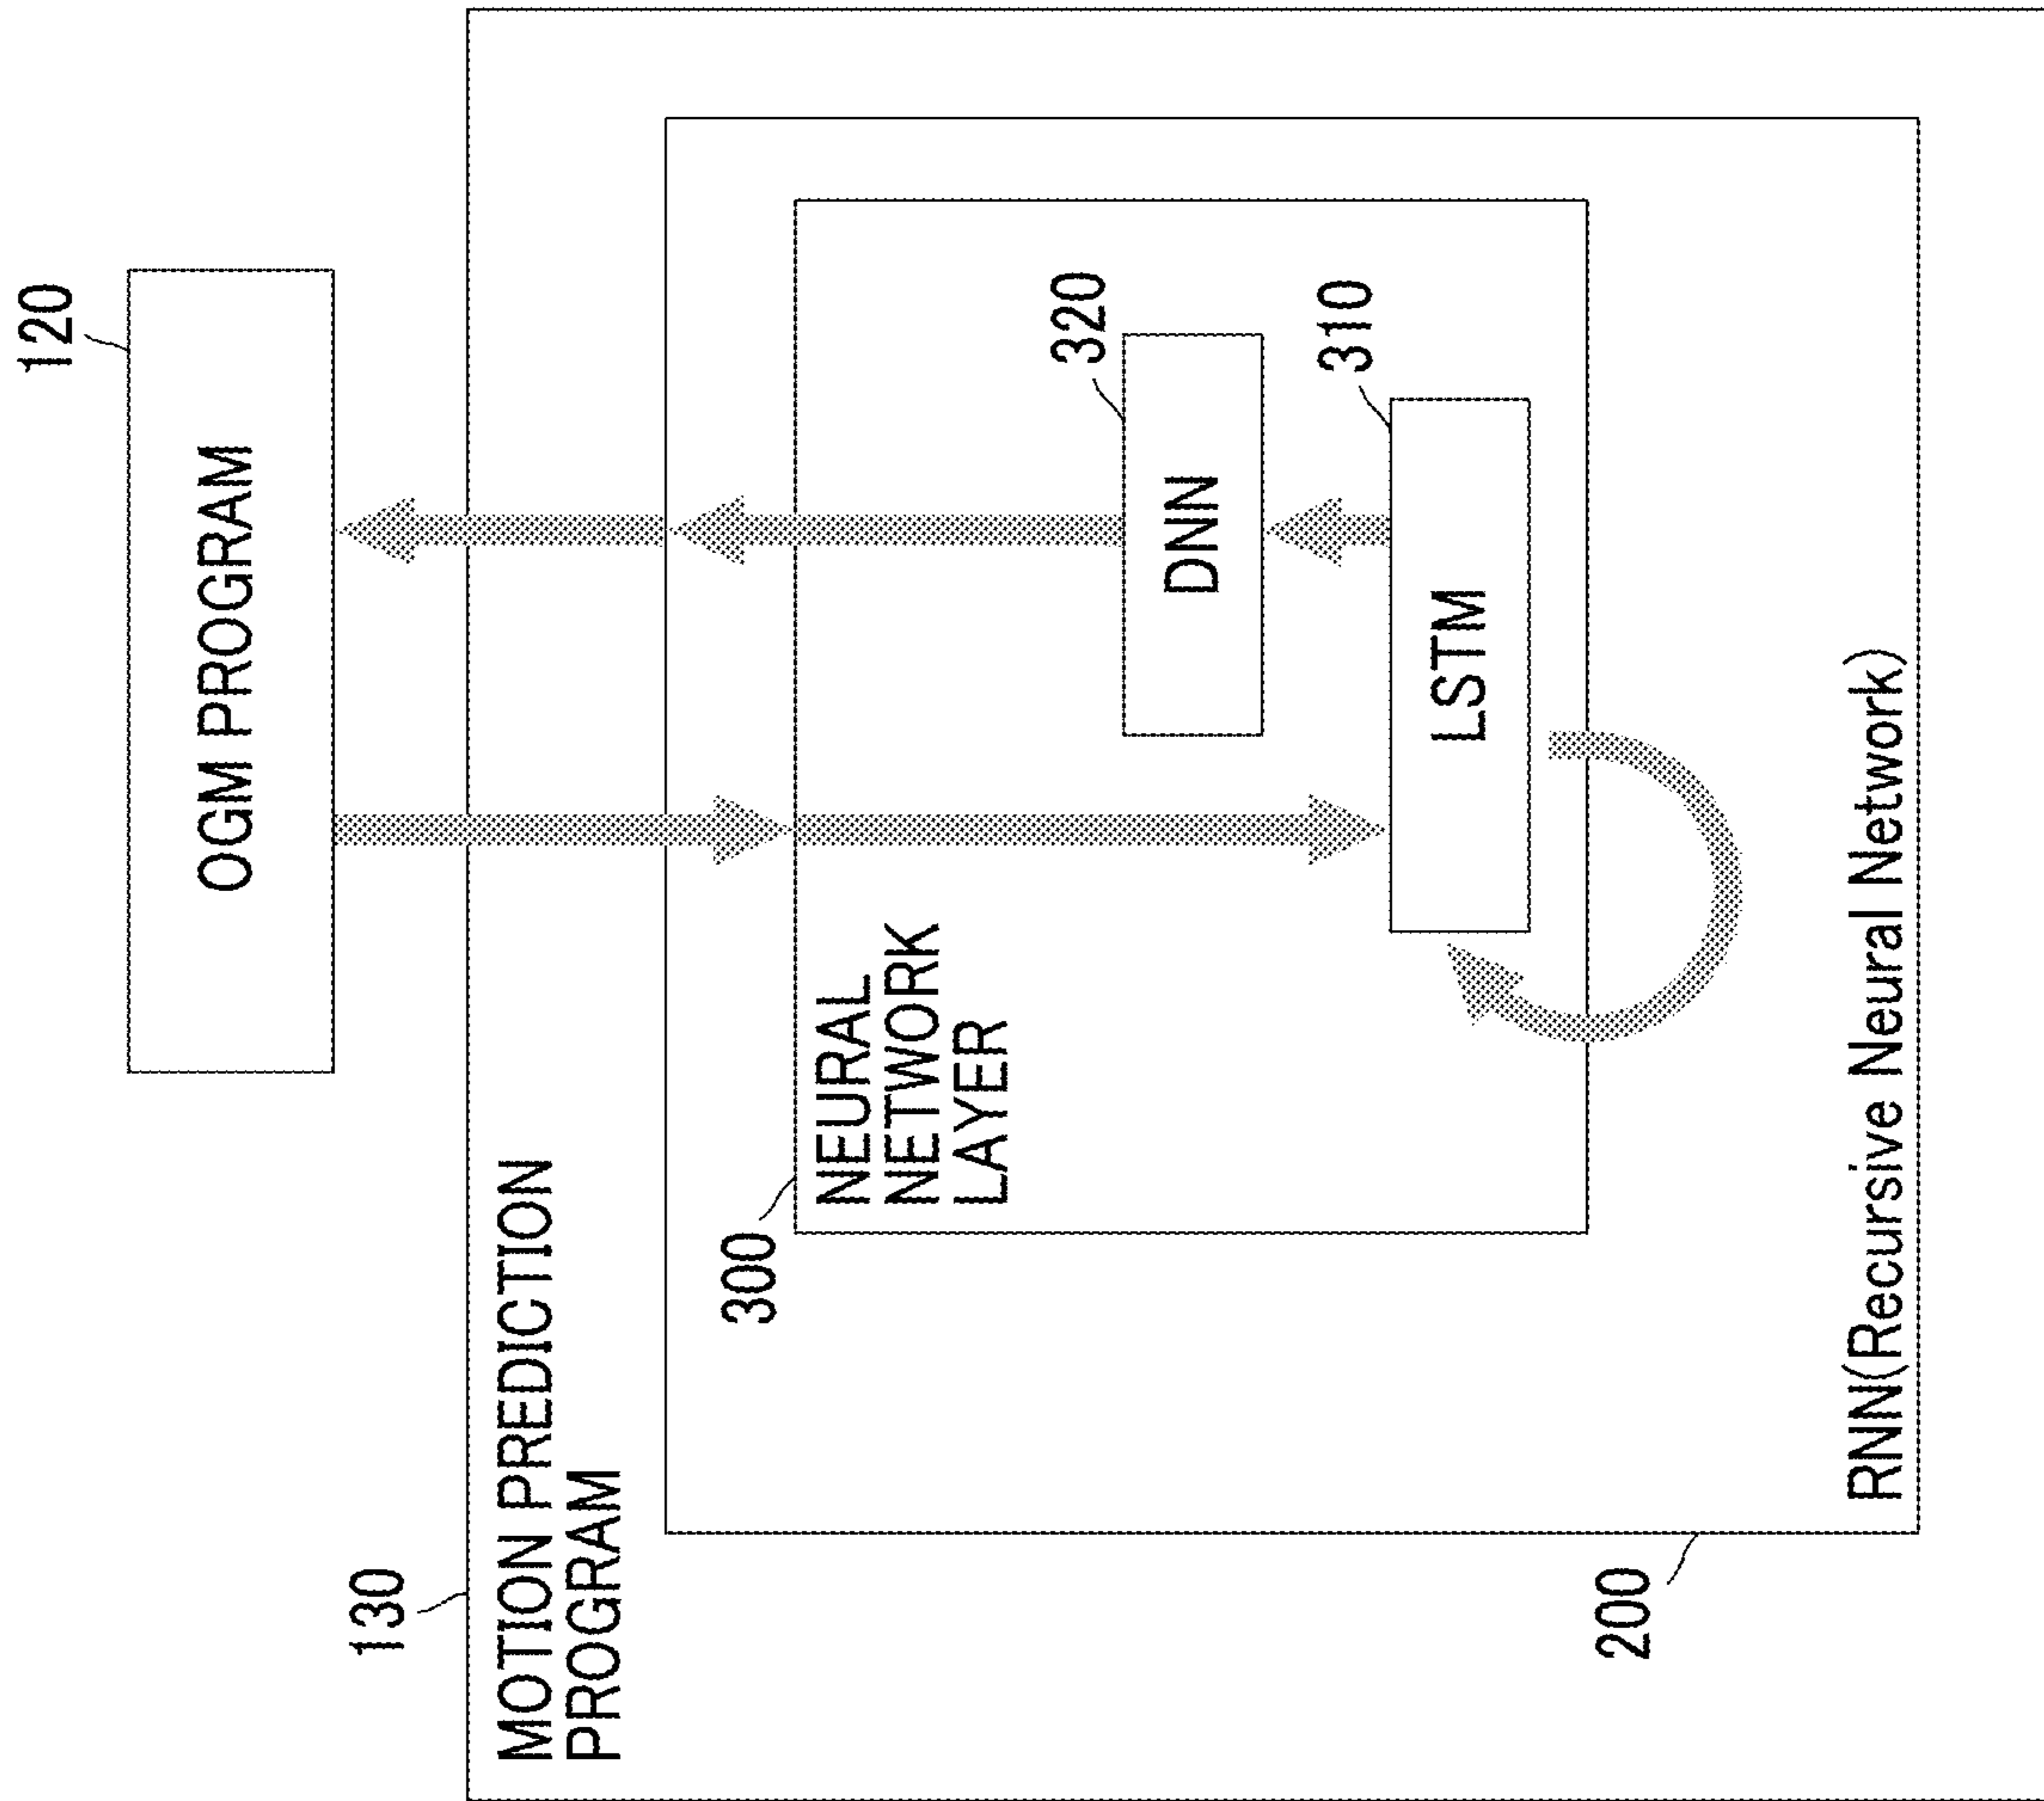 120
OGM PROGRAM
130
MOTION PREDICTION
PROGRAM
300
NEURAL
NETWORK
LAYER
320
DNN
310
LSTM
RNN(Recursive Neural Network)
200